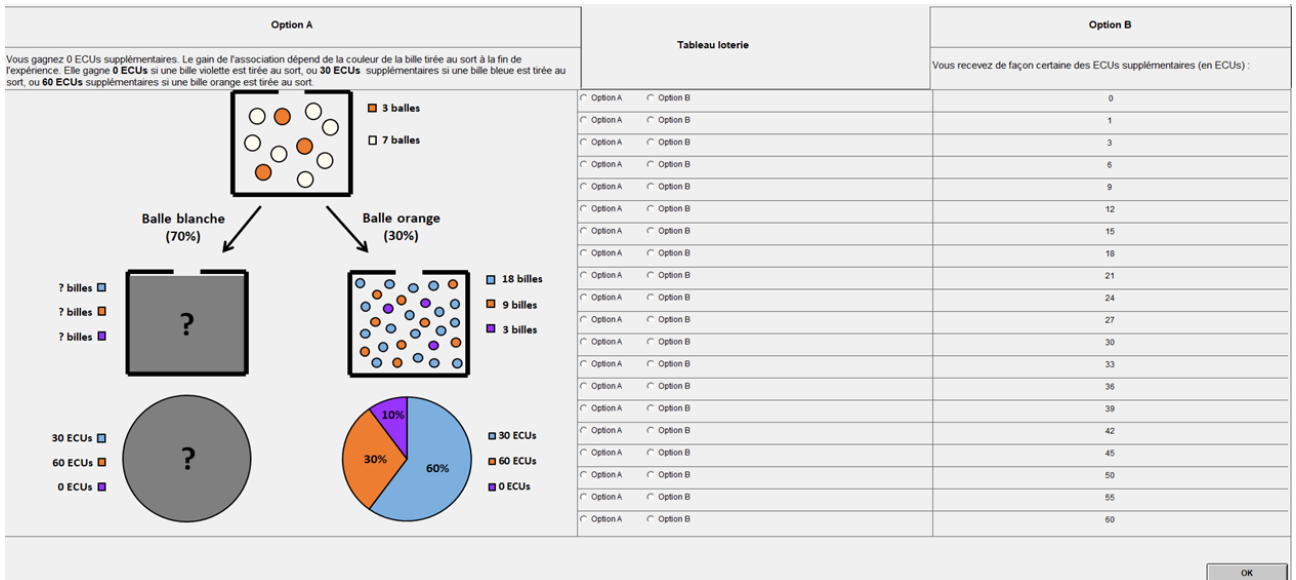 Option A
Tableau loterie
Option B
Vous gagnez 0 ECUs supplémentaires. Le gain de l'association dépend de la couleur de la bille tirée au sort à la fin de
l'expérience. Elle gagne 0 ECUs si une bille violette est tirée au sort, ou 30 ECUs supplémentaires si une bille bleue est tirée au
sort, ou 60 ECUs supplémentaires si une bille orange est tirée au sort.
Vous recevez de façon certaine des ECUs supplémentaires (en ECUs) :
3 balles
7 balles
Balle blanche
(70%)
Balle orange
(30%)
? billes
? billes
? billes
?
18 billes
9 billes
3 billes
30 ECUs
60 ECUs
0 ECUs
?
10%
30%
60%
30 ECUs
60 ECUs
0 ECUs
Option A Option B 0
Option A Option B 1
Option A Option B 3
Option A Option B 6
Option A Option B 9
Option A Option B 12
Option A Option B 15
Option A Option B 18
Option A Option B 21
Option A Option B 24
Option A Option B 27
Option A Option B 30
Option A Option B 33
Option A Option B 36
Option A Option B 39
Option A Option B 42
Option A Option B 45
Option A Option B 50
Option A Option B 55
Option A Option B 60
OK